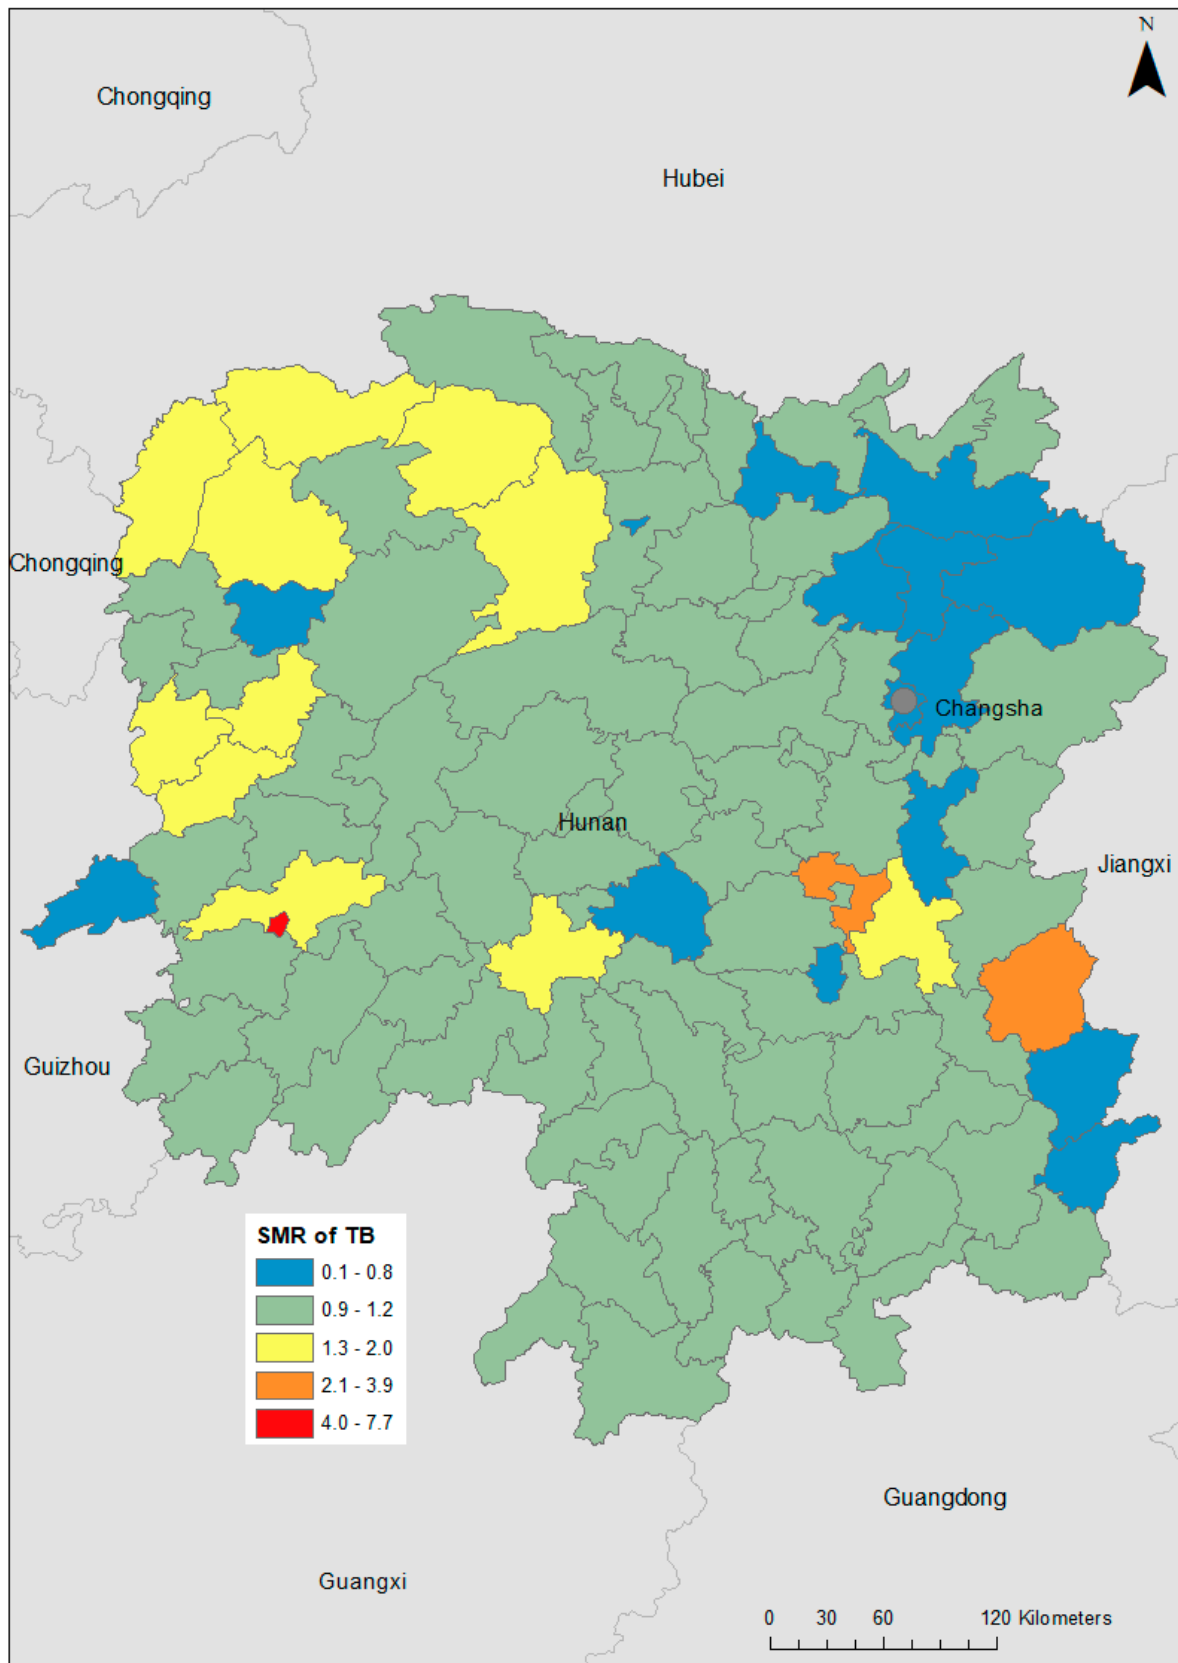 N
Chongqing
Hubei
Chongqing
Changsha
Hunan
Jiangxi
Guizhou
SMR of TB
0.1 - 0.8
0.9 - 1.2
1.3 - 2.0
2.1 - 3.9
4.0 - 7.7
Guangdong
Guangxi
0 30 60 120 Kilometers